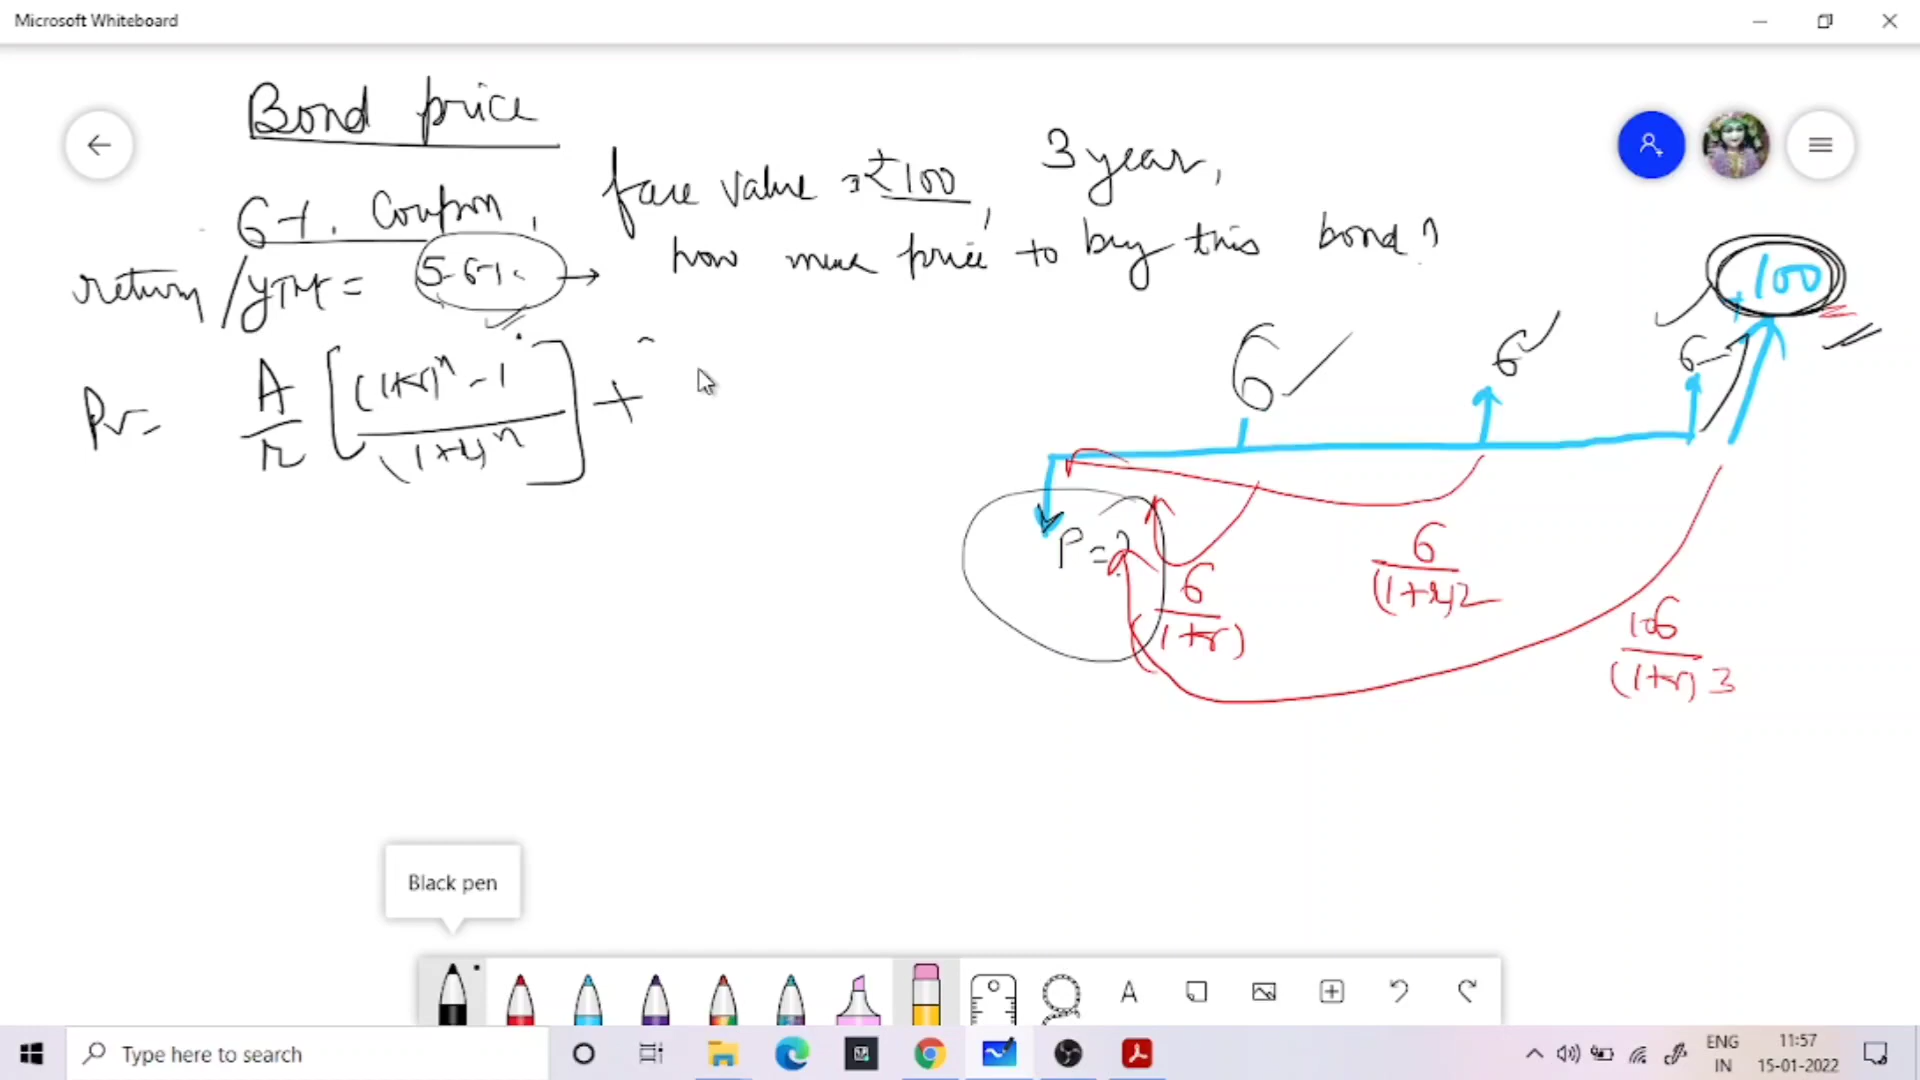 Microsoft Whiteboard
Bond price
6%. Coupon, face value = ₹100, 3 year,
return /YTM = 5.6%. → how much price to buy this bond?
+100
6
6
6
PV = A/r [ (1+r)^n - 1 / (1+r)^n ] +
P = ?
6/(1+r)
6/(1+r)2
106/(1+r)3
Black pen
A
Type here to search
ENG
IN
11:57
15-01-2022